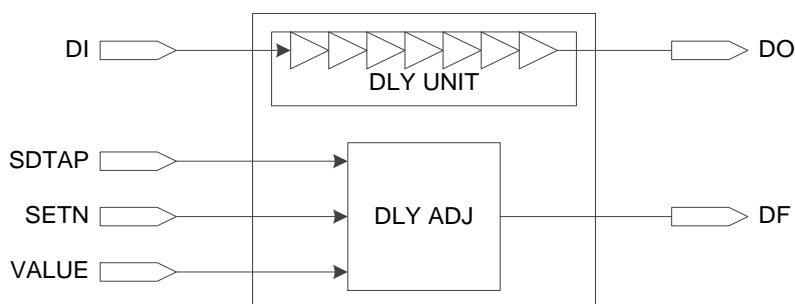 DI
DO
DLY UNIT
SDTAP
SETN
DLY ADJ
DF
VALUE